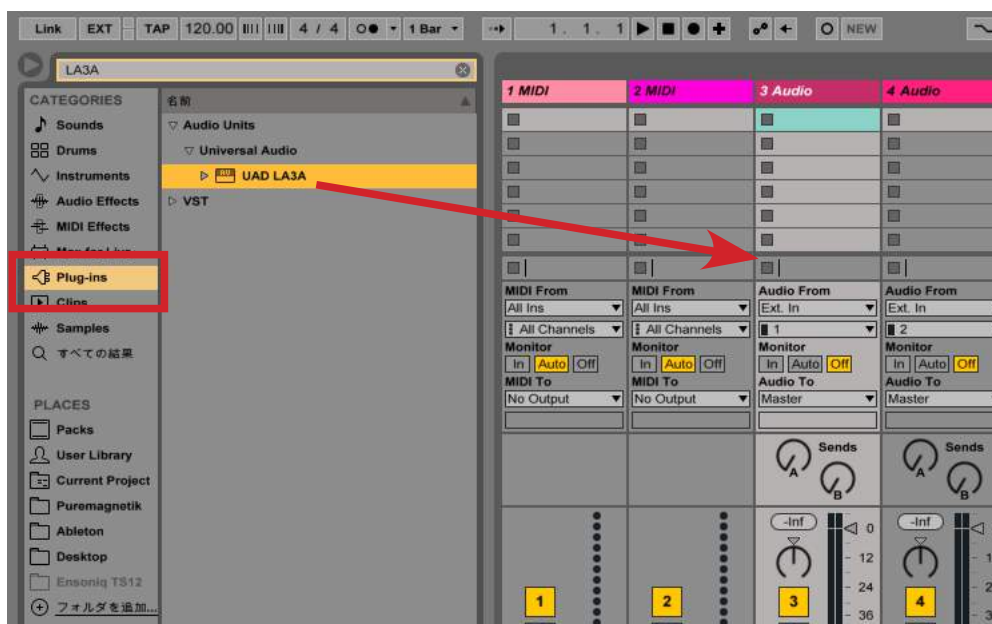 Link EXT TAP 120.00 4 / 4 1 Bar 1. 1. 1 NEW
LA3A
CATEGORIES
Sounds
Drums
Instruments
Audio Effects
MIDI Effects
Max for Live
Plug-ins
Clips
Samples
すべての結果
PLACES
Packs
User Library
Current Project
Puremagnetik
Ableton
Desktop
Ensoniq TS12
フォルダを追加...
名前
Audio Units
Universal Audio
UAD LA3A
VST
1 MIDI 2 MIDI 3 Audio 4 Audio
MIDI From MIDI From Audio From Audio From
All Ins All Ins Ext. In Ext. In
All Channels All Channels 1 2
Monitor Monitor Monitor Monitor
In Auto Off In Auto Off In Auto Off In Auto Off
MIDI To MIDI To Audio To Audio To
No Output No Output Master Master
Sends Sends
A A
B B
-Inf -Inf
0
12
24
36
1 2 3 4